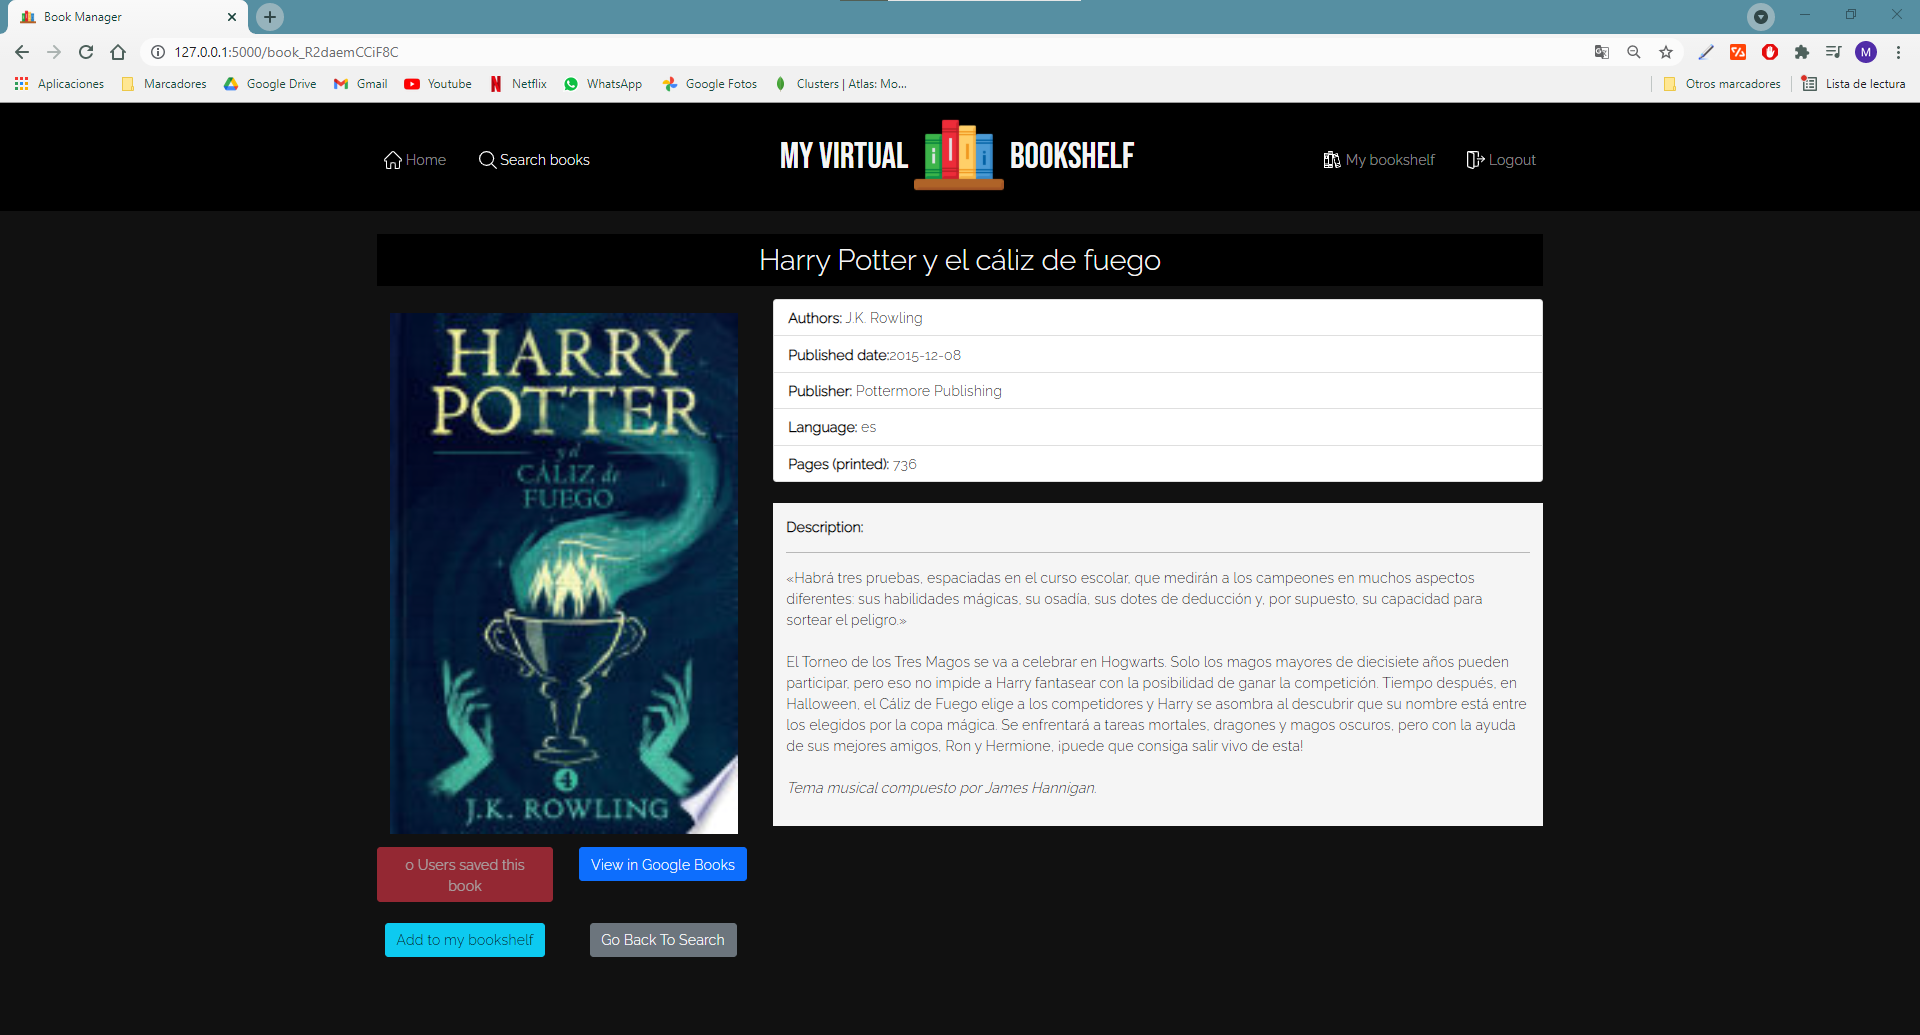 Book Manager
127.0.0.1:5000/book_R2daemCCiF8C
M
Aplicaciones Marcadores Google Drive Gmail Youtube Netflix WhatsApp Google Fotos Clusters | Atlas: Mo... Otros marcadores Lista de lectura
Home Search books MY VIRTUAL BOOKSHELF My bookshelf Logout
Harry Potter y el cáliz de fuego
HARRY
POTTER
y el
CÁLIZ de
FUEGO
4
J.K. ROWLING
Authors: J.K. Rowling
Published date:2015-12-08
Publisher: Pottermore Publishing
Language: es
Pages (printed): 736
Description:
«Habrá tres pruebas, espaciadas en el curso escolar, que medirán a los campeones en muchos aspectos
diferentes: sus habilidades mágicas, su osadía, sus dotes de deducción y, por supuesto, su capacidad para
sortear el peligro.»
El Torneo de los Tres Magos se va a celebrar en Hogwarts. Solo los magos mayores de diecisiete años pueden
participar, pero eso no impide a Harry fantasear con la posibilidad de ganar la competición. Tiempo después, en
Halloween, el Cáliz de Fuego elige a los competidores y Harry se asombra al descubrir que su nombre está entre
los elegidos por la copa mágica. Se enfrentará a tareas mortales, dragones y magos oscuros, pero con la ayuda
de sus mejores amigos, Ron y Hermione, ¡puede que consiga salir vivo de esta!
Tema musical compuesto por James Hannigan.
0 Users saved this
book
View in Google Books
Add to my bookshelf
Go Back To Search